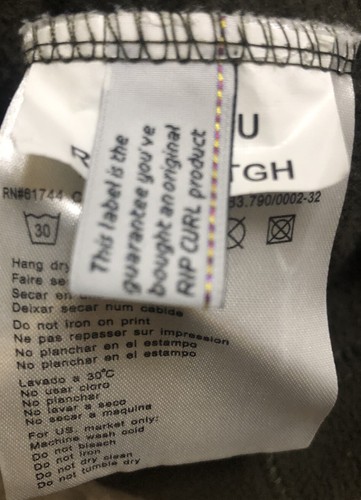 U
TGH
This label is the
guarantee you've
bought an original
RIP CURL product
RN#61744
83.790/0002-32
30
Hang dry
Faire
Secar en
Deixar secar num cabide
Do not iron on print
Ne pas repasser sur impression
No planchar en el estampo
No planchar en el estampo
Lavado a 30°C
No usar cloro
No planchar
No lavar a seco
No secar a maquina
For US. market only:
Machine wash cold
Do not bleach
Do not iron
Do not dry clean
Do not tumble dry